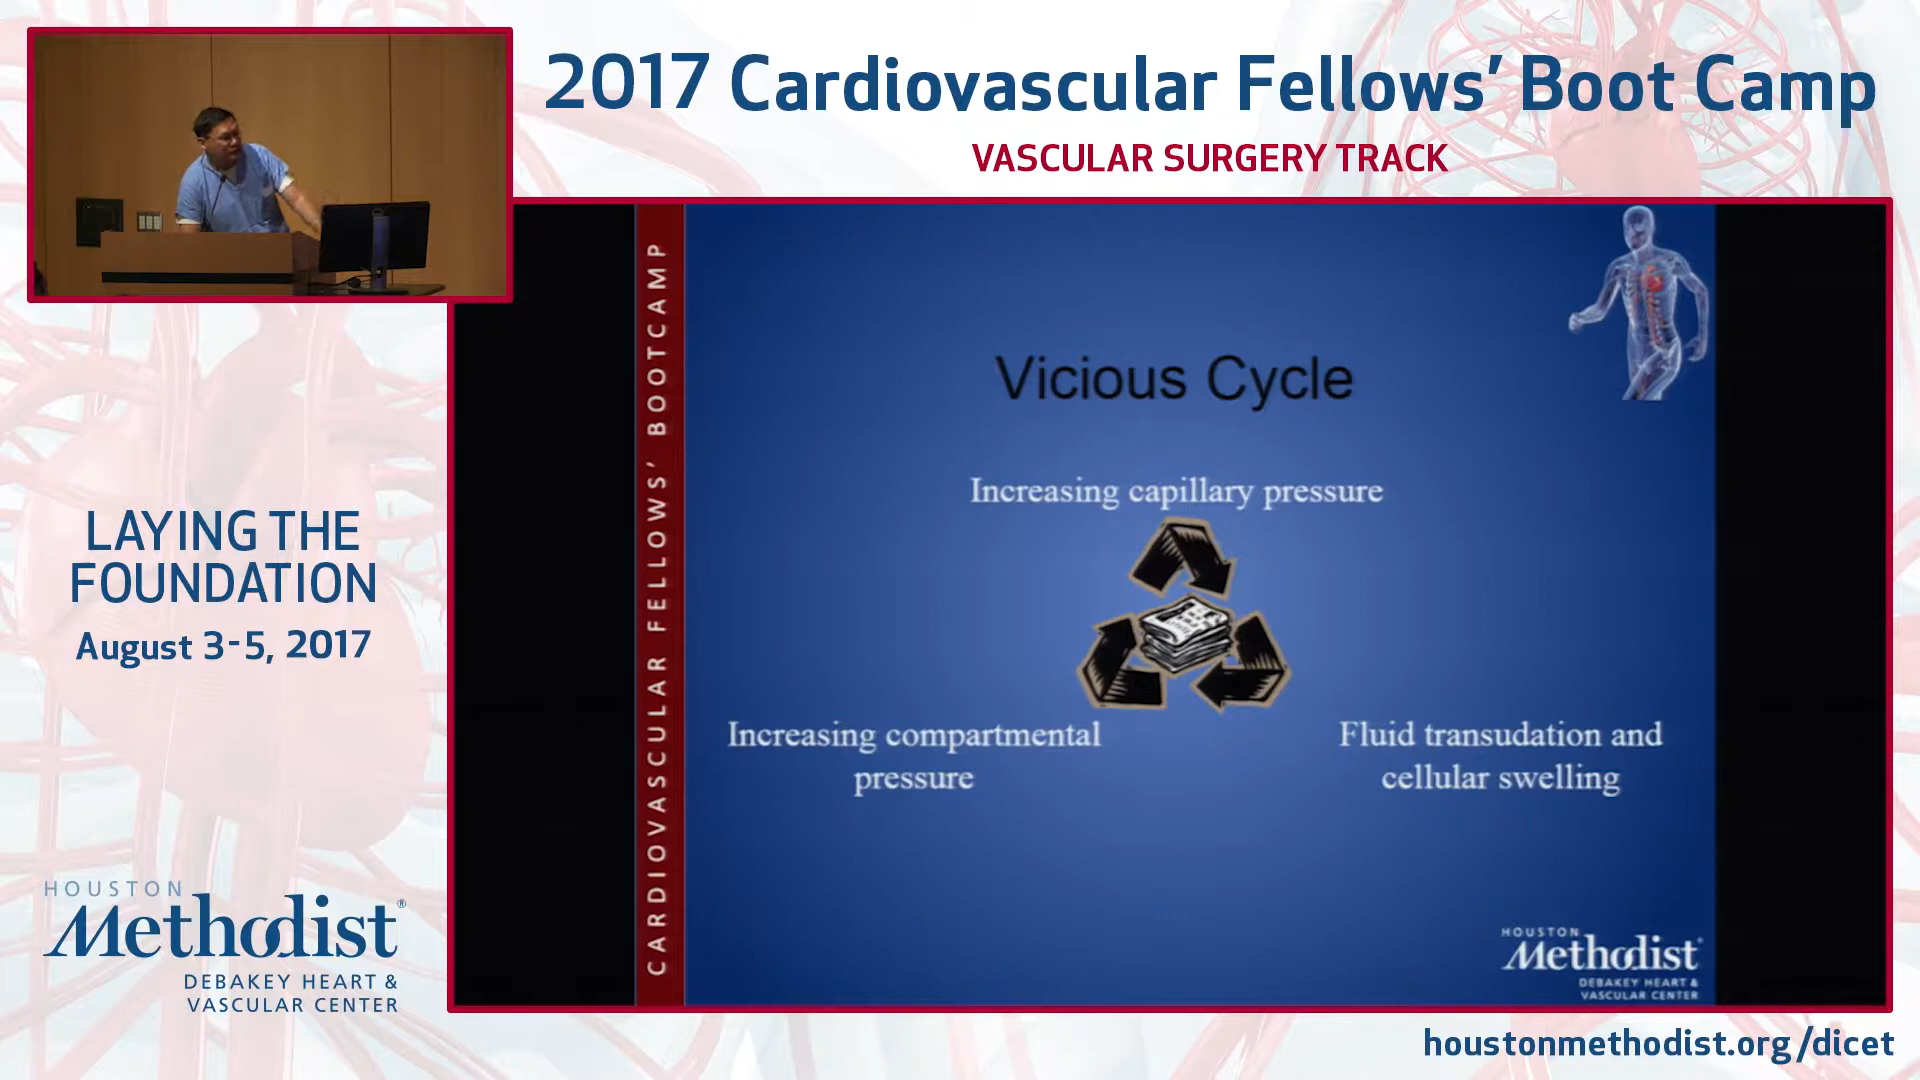 2017 Cardiovascular Fellows’ Boot Camp
VASCULAR SURGERY TRACK
LAYING THE
FOUNDATION
August 3-5, 2017
HOUSTON
Methodist®
DEBAKEY HEART &
VASCULAR CENTER
CARDIOVASCULAR FELLOWS’ BOOTCAMP
Vicious Cycle
Increasing capillary pressure
Increasing compartmental
pressure
Fluid transudation and
cellular swelling
HOUSTON
Methodist
DEBAKEY HEART &
VASCULAR CENTER
houstonmethodist.org/dicet